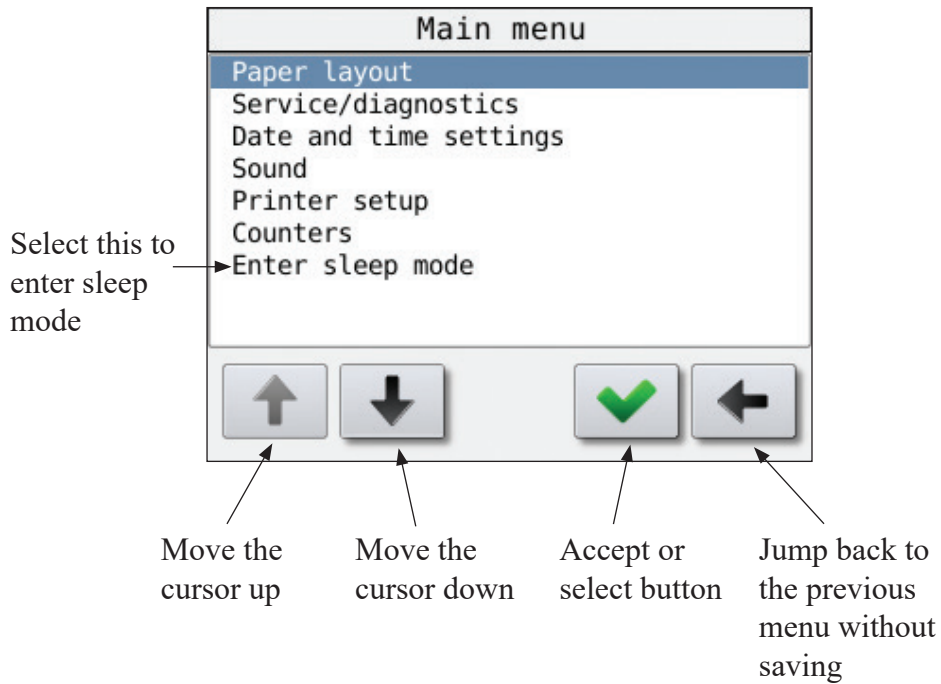 Main menu
Paper layout
Service/diagnostics
Date and time settings
Sound
Printer setup
Counters
Enter sleep mode
Select this to
enter sleep
mode
Move the
cursor up
Move the
cursor down
Accept or
select button
Jump back to
the previous
menu without
saving